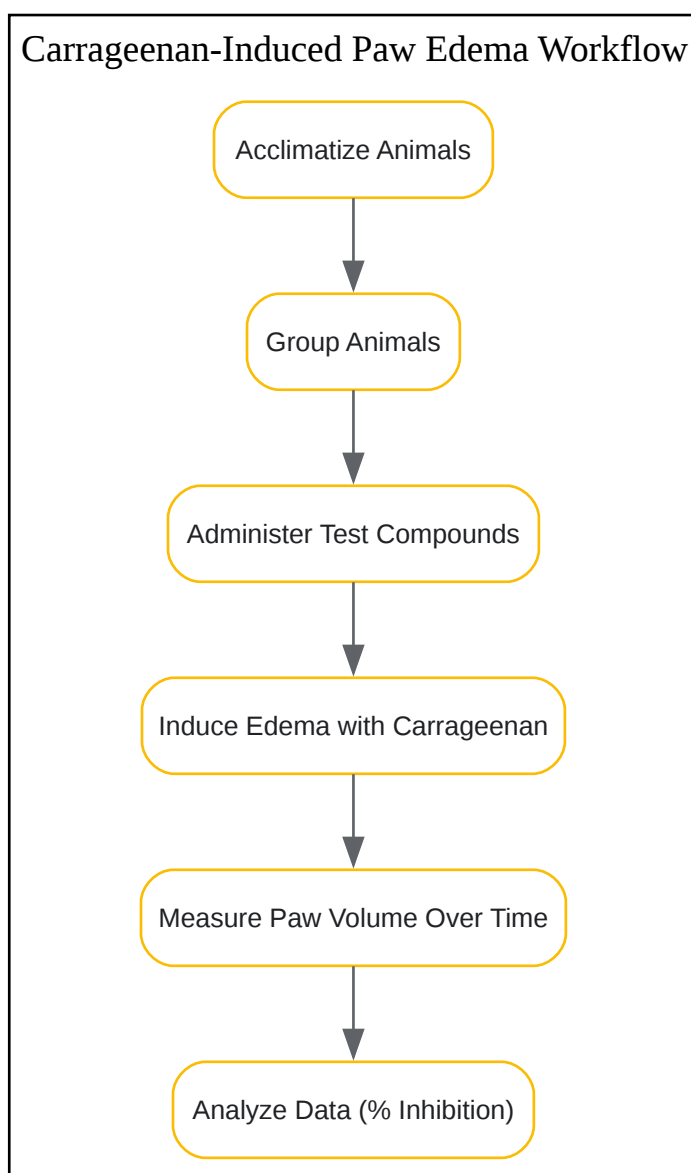 Carrageenan-Induced Paw Edema Workflow
Acclimatize Animals
Group Animals
Administer Test Compounds
Induce Edema with Carrageenan
Measure Paw Volume Over Time
Analyze Data (% Inhibition)